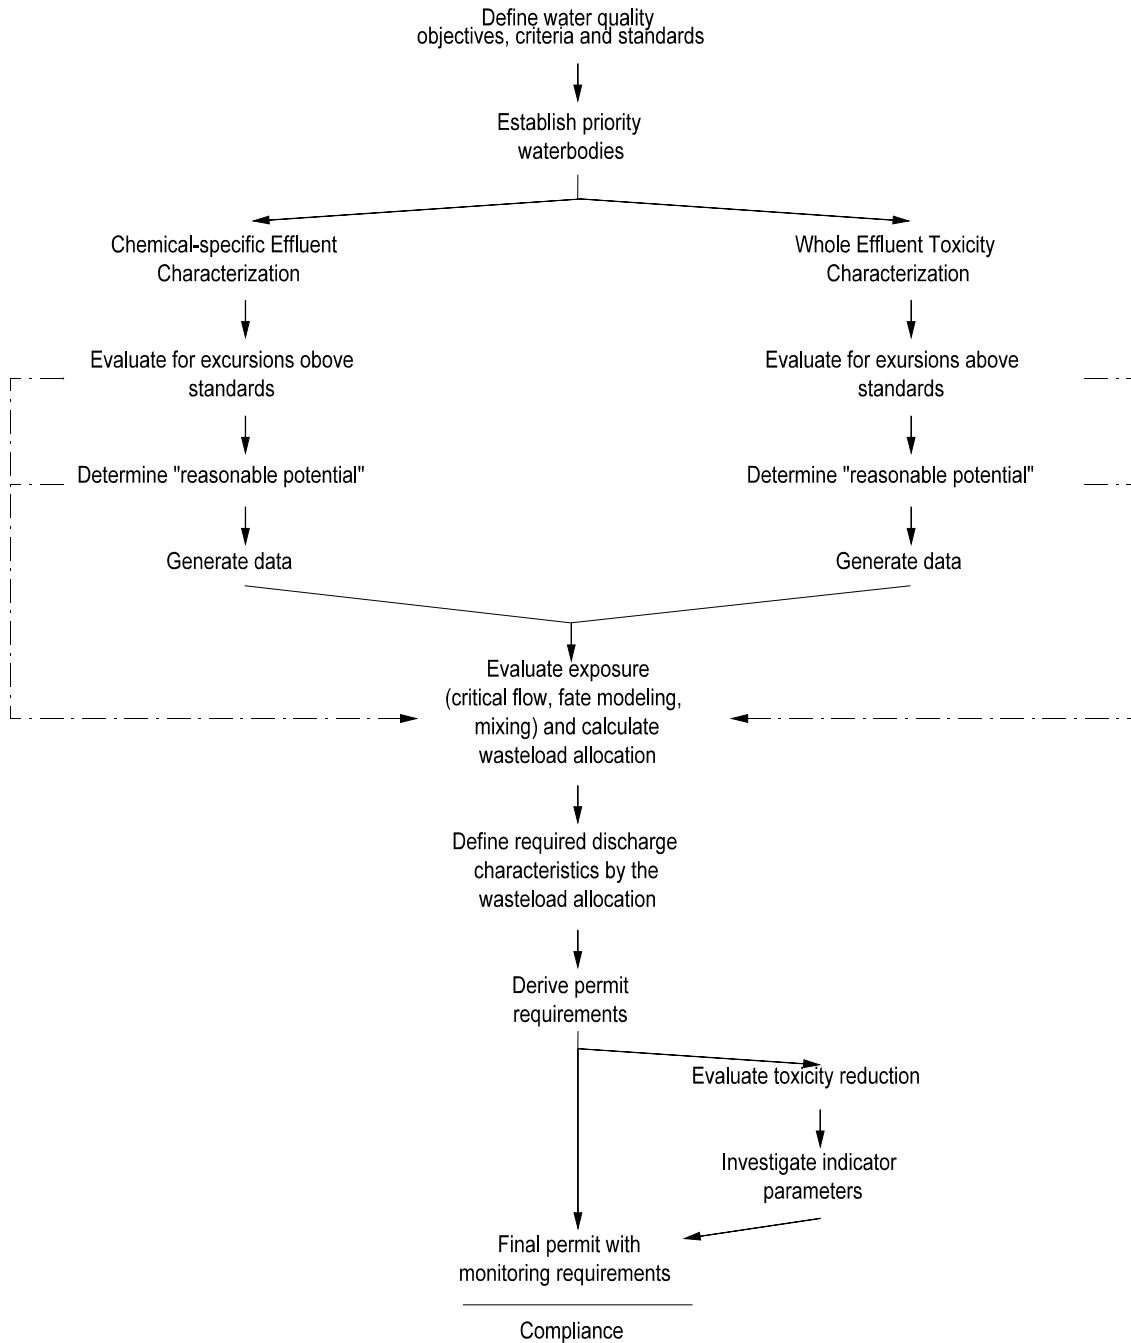 Define water quality
objectives, criteria and standards
Establish priority
waterbodies
Chemical-specific Effluent
Characterization
Whole Effluent Toxicity
Characterization
Evaluate for excursions obove
standards
Evaluate for exursions above
standards
Determine "reasonable potential"
Determine "reasonable potential"
Generate data
Generate data
Evaluate exposure
(critical flow, fate modeling,
mixing) and calculate
wasteload allocation
Define required discharge
characteristics by the
wasteload allocation
Derive permit
requirements
Evaluate toxicity reduction
Investigate indicator
parameters
Final permit with
monitoring requirements
Compliance